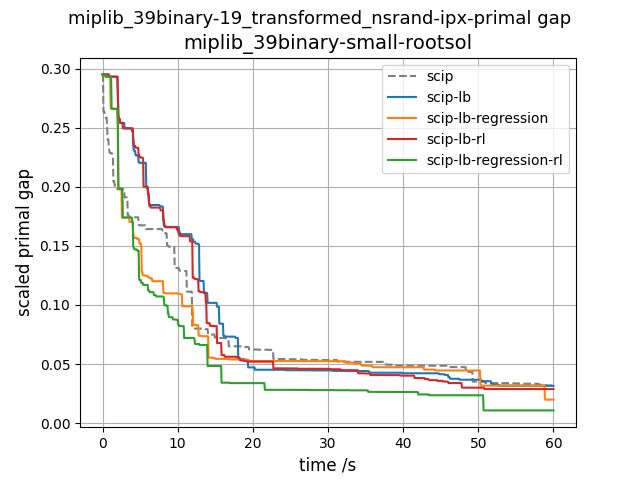 miplib_39binary-19_transformed_nsrand-ipx-primal gap
miplib_39binary-small-rootsol
scaled primal gap
0.30
0.25
0.20
0.15
0.10
0.05
0.00
scip
scip-lb
scip-lb-regression
scip-lb-rl
scip-lb-regression-rl
0 10 20 30 40 50 60
time /s